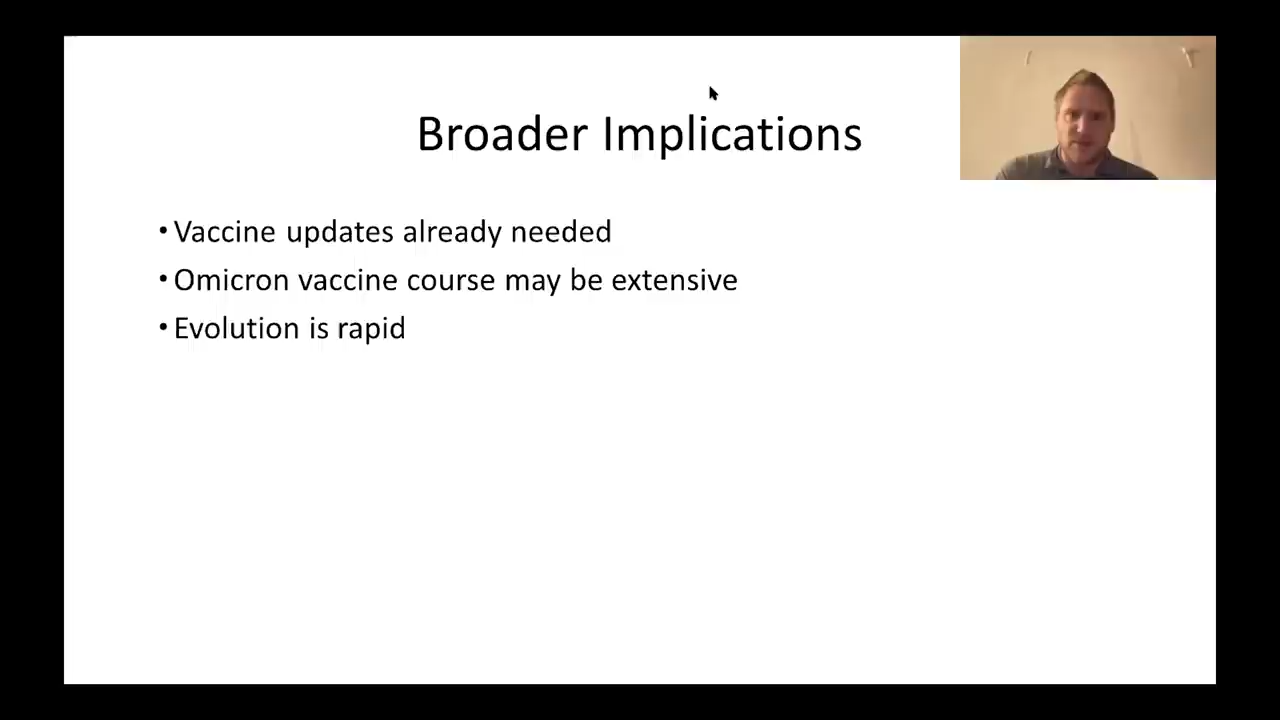 Broader Implications
• Vaccine updates already needed
• Omicron vaccine course may be extensive
• Evolution is rapid